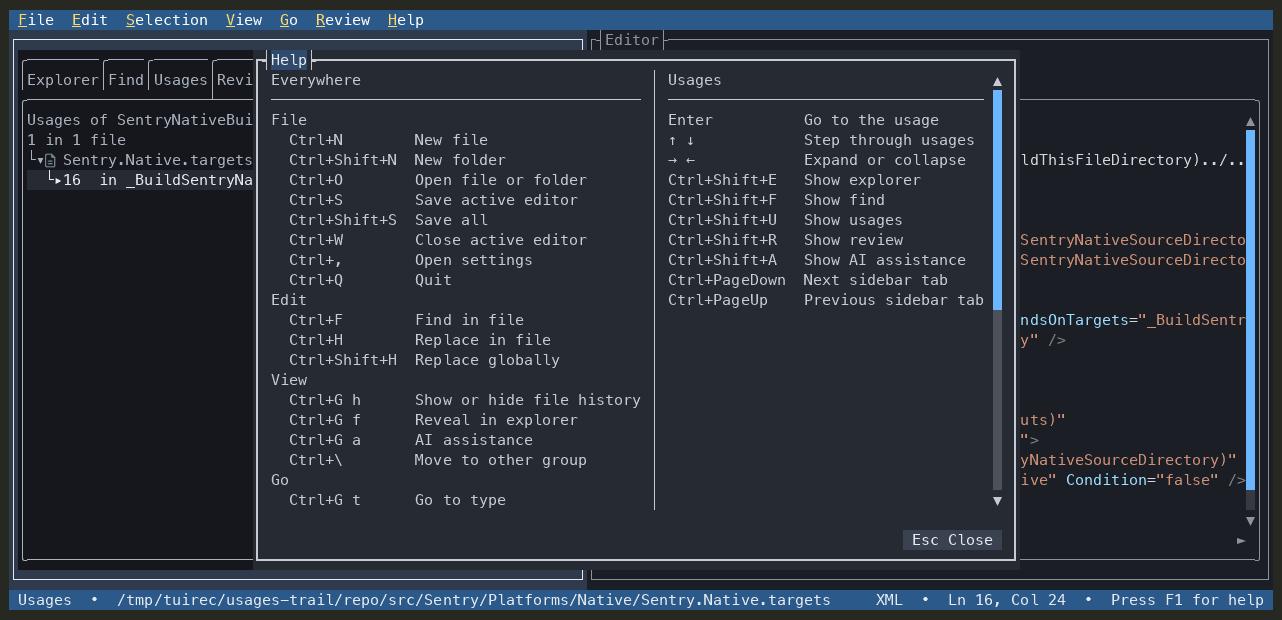 File  Edit  Selection  View  Go  Review  Help
Editor
Help
Explorer  Find  Usages  Revi
Everywhere
Usages of SentryNativeBui
1 in 1 file
Sentry.Native.targets
16  in _BuildSentryNa
File
Ctrl+N  New file
Ctrl+Shift+N  New folder
Ctrl+O  Open file or folder
Ctrl+S  Save active editor
Ctrl+Shift+S  Save all
Ctrl+W  Close active editor
Ctrl+,  Open settings
Ctrl+Q  Quit
Edit
Ctrl+F  Find in file
Ctrl+H  Replace in file
Ctrl+Shift+H  Replace globally
View
Ctrl+G h  Show or hide file history
Ctrl+G f  Reveal in explorer
Ctrl+G a  AI assistance
Ctrl+\  Move to other group
Go
Ctrl+G t  Go to type
Usages
Enter  Go to the usage
↑ ↓  Step through usages
→ ←  Expand or collapse
Ctrl+Shift+E  Show explorer
Ctrl+Shift+F  Show find
Ctrl+Shift+U  Show usages
Ctrl+Shift+R  Show review
Ctrl+Shift+A  Show AI assistance
Ctrl+PageDown  Next sidebar tab
Ctrl+PageUp  Previous sidebar tab
Esc Close
ldThisFileDirectory)../..
SentryNativeSourceDirecto
SentryNativeSourceDirecto
ndsOnTargets="_BuildSentr
y" />
uts)"
">
yNativeSourceDirectory)"
ive" Condition="false" />
Usages  •  /tmp/tuirec/usages-trail/repo/src/Sentry/Platforms/Native/Sentry.Native.targets  XML  •  Ln 16, Col 24  •  Press F1 for help